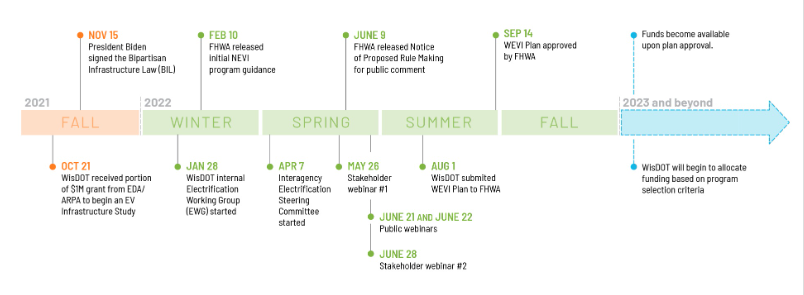 NOV 15
President Biden
signed the Bipartisan
Infrastructure Law (BIL)
FEB 10
FHWA released
initial NEVI
program guidance
JUNE 9
FHWA released Notice
of Proposed Rule Making
for public comment
SEP 14
WEVI Plan approved
by FHWA
Funds become available
upon plan approval.
2021
2022
2023 and beyond
FALL
WINTER
SPRING
SUMMER
FALL
OCT 21
WisDOT received portion
of $1M grant from EDA/
ARPA to begin an EV
Infrastructure Study
JAN 28
WisDOT internal
Electrification
Working Group
(EWG) started
APR 7
Interagency
Electrification
Steering
Committee
started
MAY 26
Stakeholder
webinar #1
JUNE 21 AND JUNE 22
Public webinars
JUNE 28
Stakeholder webinar #2
AUG 1
WisDOT submited
WEVI Plan to FHWA
WisDOT will begin to allocate
funding based on program
selection criteria